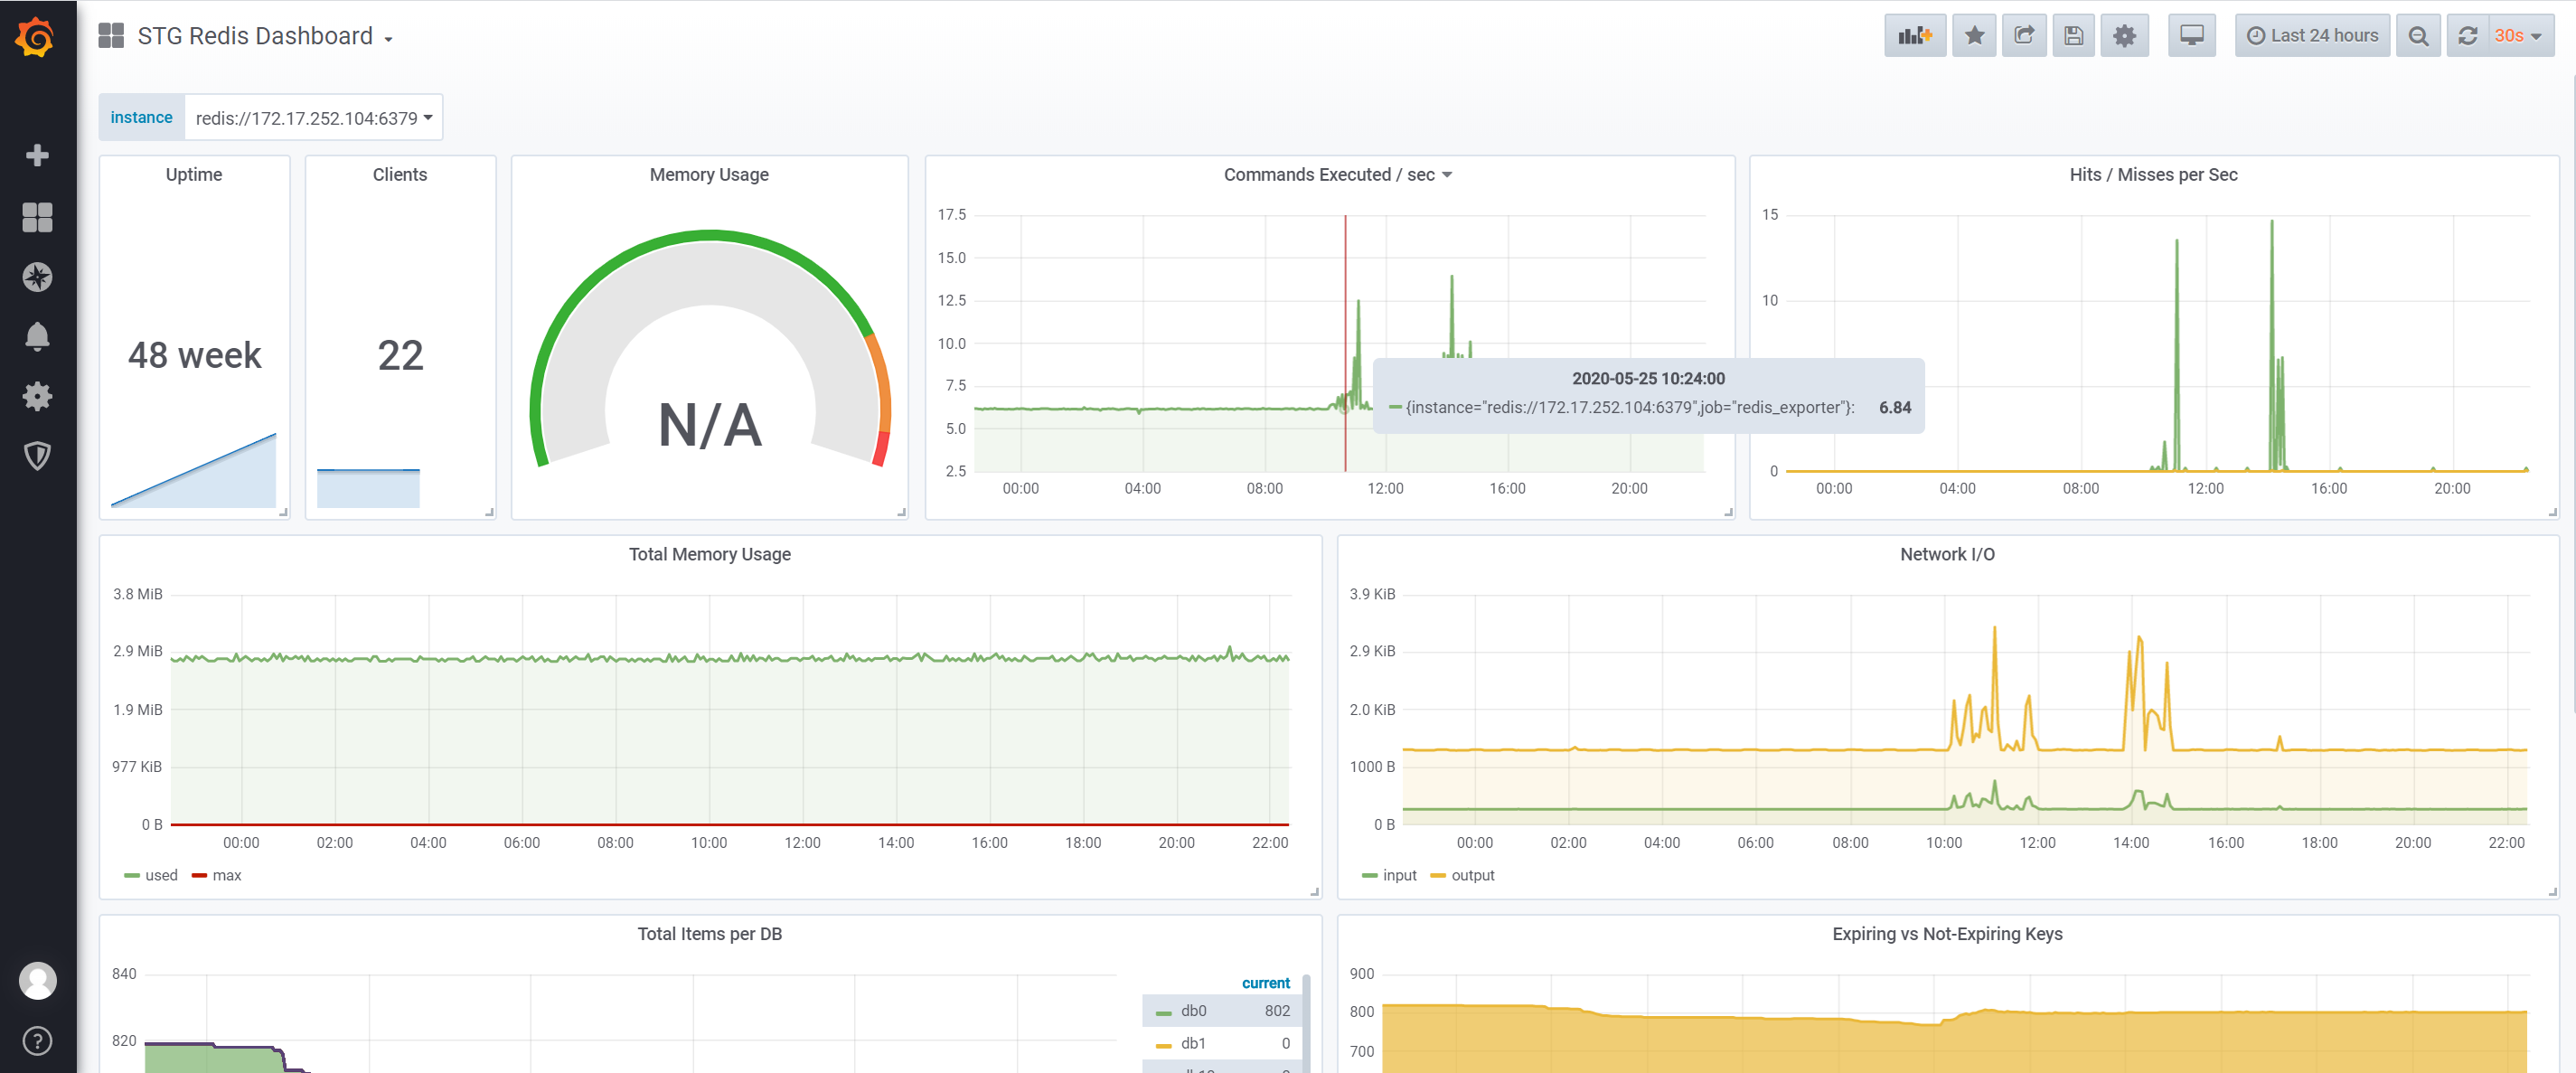 STG Redis Dashboard
Last 24 hours
30s
instance
redis://172.17.252.104:6379
Uptime
48 week
Clients
22
Memory Usage
N/A
Commands Executed / sec
17.5
15.0
12.5
10.0
7.5
5.0
2.5
00:00 04:00 08:00 12:00 16:00 20:00
2020-05-25 10:24:00
{instance="redis://172.17.252.104:6379",job="redis_exporter"}: 6.84
Hits / Misses per Sec
15
10
0
00:00 04:00 08:00 12:00 16:00 20:00
Total Memory Usage
3.8 MiB
2.9 MiB
1.9 MiB
977 KiB
0 B
00:00 02:00 04:00 06:00 08:00 10:00 12:00 14:00 16:00 18:00 20:00 22:00
used max
Network I/O
3.9 KiB
2.9 KiB
2.0 KiB
1000 B
0 B
00:00 02:00 04:00 06:00 08:00 10:00 12:00 14:00 16:00 18:00 20:00 22:00
input output
Total Items per DB
840
820
current
db0 802
db1 0
Expiring vs Not-Expiring Keys
900
800
700